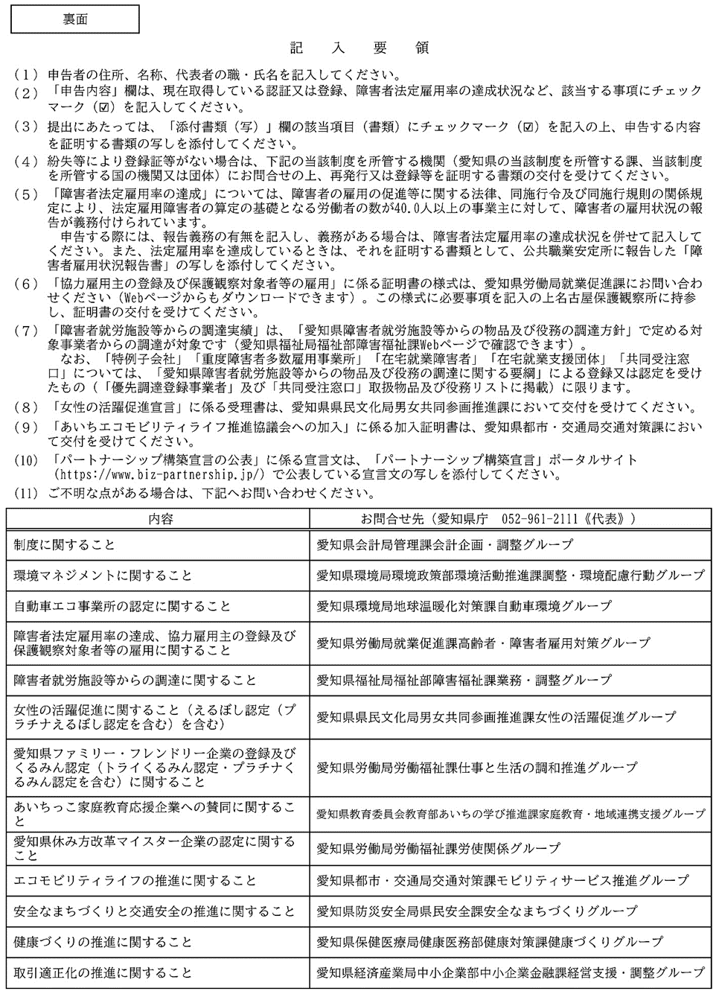 裏面
記　入　要　領
(1) 申告者の住所、名称、代表者の職・氏名を記入してください。
(2) 「申告内容」欄は、現在取得している認証又は登録、障害者法定雇用率の達成状況など、該当する事項にチェック
マーク（☑）を記入してください。
(3) 提出にあたっては、「添付書類（写）」欄の該当項目（書類）にチェックマーク（☑）を記入の上、申告する内容
を証明する書類の写しを添付してください。
(4) 紛失等により登録証等がない場合は、下記の当該制度を所管する機関（愛知県の当該制度を所管する課、当該制度
を所管する国の機関又は団体）にお問合せの上、再発行又は登録等を証明する書類の交付を受けてください。
(5) 「障害者法定雇用率の達成」については、障害者の雇用の促進等に関する法律、同施行令及び同施行規則の関係規
定により、法定雇用障害者の算定の基礎となる労働者の数が40.0人以上の事業主に対して、障害者の雇用状況の報
告が義務付けられています。
　申告する際には、報告義務の有無を記入し、義務がある場合は、障害者法定雇用率の達成状況を併せて記入して
ください。また、法定雇用率を達成しているときは、それを証明する書類として、公共職業安定所に報告した「障
害者雇用状況報告書」の写しを添付してください。
(6) 「協力雇用主の登録及び保護観察対象者等の雇用」に係る証明書の様式は、愛知県労働局就業促進課にお問い合わ
せください（Webページからもダウンロードできます）。この様式に必要事項を記入の上名古屋保護観察所に持参
し、証明書の交付を受けてください。
(7) 「障害者就労施設等からの調達実績」は、「愛知県障害者就労施設等からの物品及び役務の調達方針」で定める対
象事業者からの調達が対象です（愛知県福祉局福祉部障害福祉課Webページで確認できます）。
　なお、「特例子会社」「重度障害者多数雇用事業所」「在宅就業障害者」「在宅就業支援団体」「共同受注窓
口」については、「愛知県障害者就労施設等からの物品及び役務の調達に関する要綱」による登録又は認定を受け
たもの（「優先調達登録事業者」及び「共同受注窓口」取扱物品及び役務リストに掲載）に限ります。
(8) 「女性の活躍促進宣言」に係る受理書は、愛知県県民文化局男女共同参画推進課において交付を受けてください。
(9) 「あいちエコモビリティライフ推進協議会への加入」に係る加入証明書は、愛知県都市・交通局交通対策課におい
て交付を受けてください。
(10) 「パートナーシップ構築宣言の公表」に係る宣言文は、「パートナーシップ構築宣言」ポータルサイト
（https://www.biz-partnership.jp/）で公表している宣言文の写しを添付してください。
(11) ご不明な点がある場合は、下記へお問い合わせください。
内容　お問合せ先（愛知県庁　052-961-2111《代表》）
制度に関すること　愛知県会計局管理課会計企画・調整グループ
環境マネジメントに関すること　愛知県環境局環境政策部環境活動推進課調整・環境配慮行動グループ
自動車エコ事業所の認定に関すること　愛知県環境局地球温暖化対策課自動車環境グループ
障害者法定雇用率の達成、協力雇用主の登録及び
保護観察対象者等の雇用に関すること　愛知県労働局就業促進課高齢者・障害者雇用対策グループ
障害者就労施設等からの調達に関すること　愛知県福祉局福祉部障害福祉課業務・調整グループ
女性の活躍促進に関すること（えるぼし認定（プ
ラチナえるぼし認定を含む）を含む）　愛知県県民文化局男女共同参画推進課女性の活躍促進グループ
愛知県ファミリー・フレンドリー企業の登録及び
くるみん認定（トライくるみん認定・プラチナく
るみん認定を含む）に関すること　愛知県労働局労働福祉課仕事と生活の調和推進グループ
あいちっこ家庭教育応援企業への賛同に関するこ
と　愛知県教育委員会教育部あいちの学び推進課家庭教育・地域連携支援グループ
愛知県休み方改革マイスター企業の認定に関する
こと　愛知県労働局労働福祉課労使関係グループ
エコモビリティライフの推進に関すること　愛知県都市・交通局交通対策課モビリティサービス推進グループ
安全なまちづくりと交通安全の推進に関すること　愛知県防災安全局県民安全課安全なまちづくりグループ
健康づくりの推進に関すること　愛知県保健医療局健康医務部健康対策課健康づくりグループ
取引適正化の推進に関すること　愛知県経済産業局中小企業部中小企業金融課経営支援・調整グループ